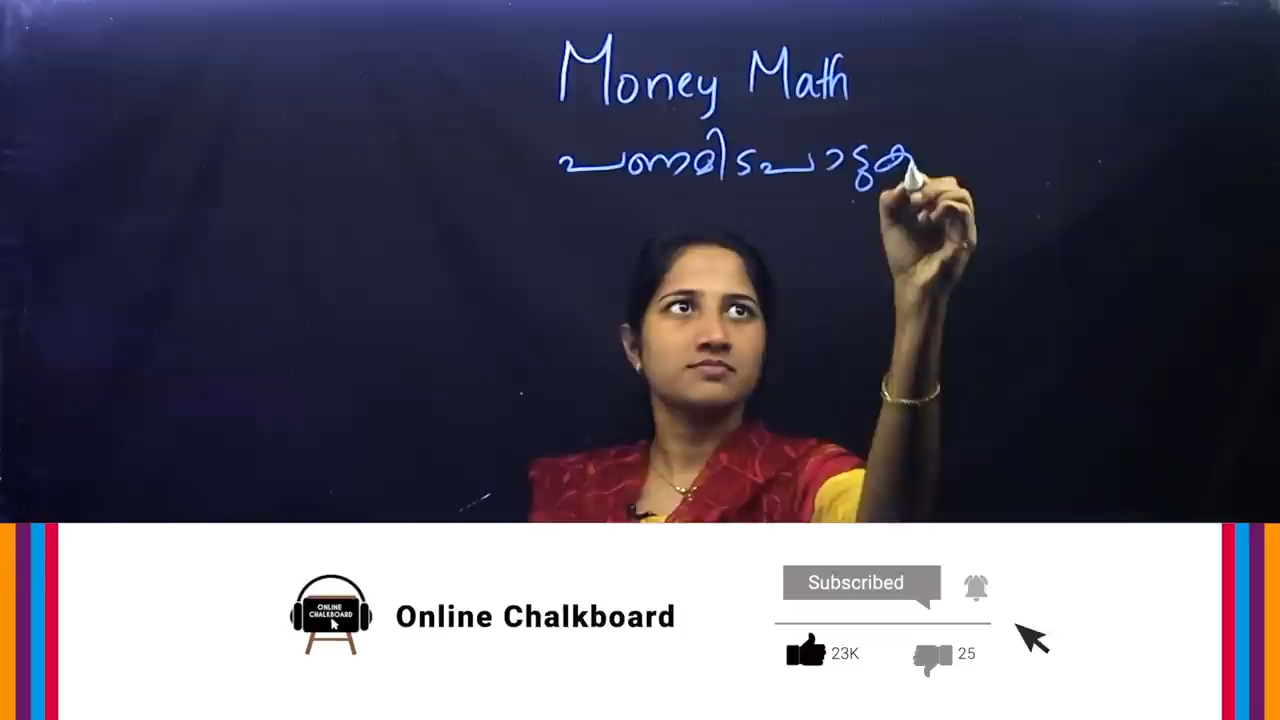 Money Math
പണമിടപാടുക
ONLINE
CHALKBOARD
Online Chalkboard
Subscribed
23K
25